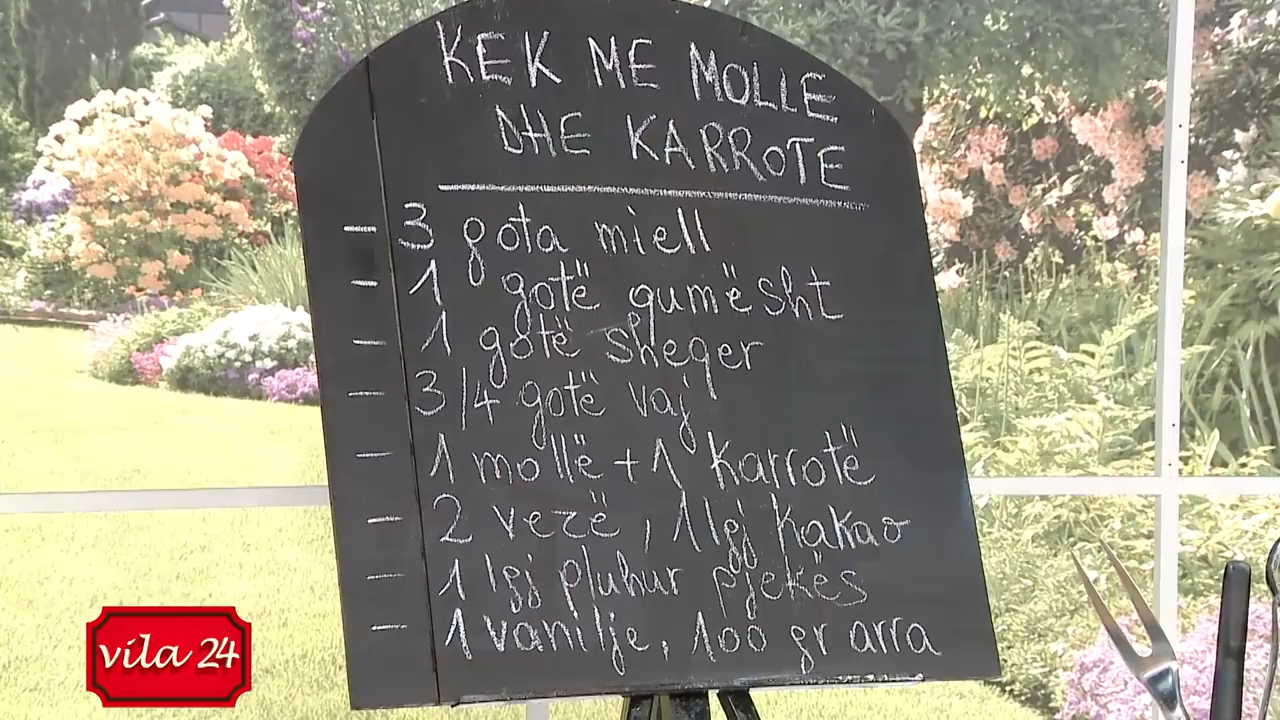 KEK ME MOLLË
DHE KARROTE
- 3 gota miell
- 1 gotë qumësht
- 1 gotë sheqer
- 3/4 gotë vaj
- 1 mollë + 1 karrotë
- 2 vezë, 1 lgj kakao
- 1 lgj pluhur pjekës
- 1 vanilje, 100 gr arra
vila 24